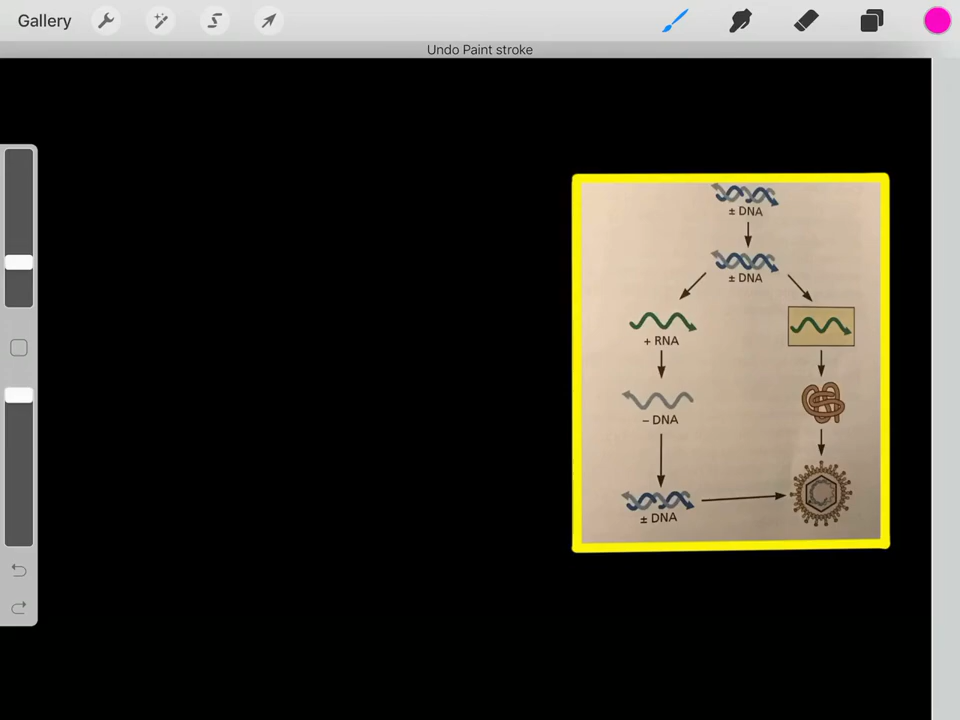 Gallery
Undo Paint stroke
± DNA
± DNA
+ RNA
– DNA
± DNA